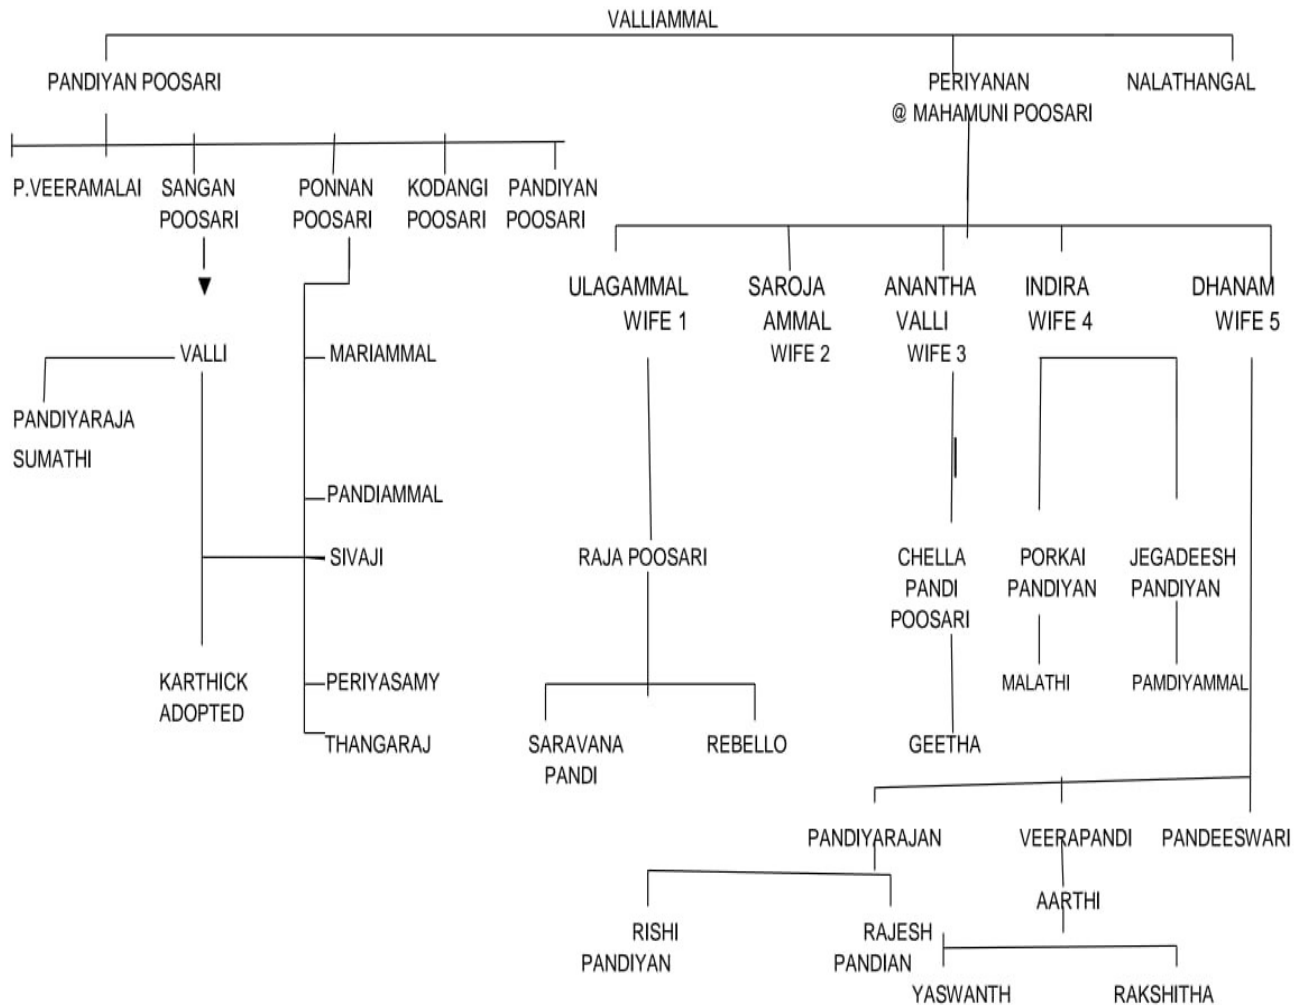 VALLIAMMAL
PANDIYAN POOSARI
PERIYANAN
@ MAHAMUNI POOSARI
NALATHANGAL
P.VEERAMALAI
SANGAN
POOSARI
PONNAN
POOSARI
KODANGI
POOSARI
PANDIYAN
POOSARI
ULAGAMMAL
WIFE 1
SAROJA
AMMAL
WIFE 2
ANANTHA
VALLI
WIFE 3
INDIRA
WIFE 4
DHANAM
WIFE 5
VALLI
MARIAMMAL
PANDIYARAJA
SUMATHI
PANDIAMMAL
SIVAJI
RAJA POOSARI
CHELLA
PANDI
POOSARI
PORKAI
PANDIYAN
JEGADEESH
PANDIYAN
KARTHICK
ADOPTED
PERIYASAMY
MALATHI
PAMDIYAMMAL
THANGARAJ
SARAVANA
PANDI
REBELLO
GEETHA
PANDIYARAJAN
VEERAPANDI
PANDEESWARI
AARTHI
RISHI
PANDIYAN
RAJESH
PANDIAN
YASWANTH
RAKSHITHA